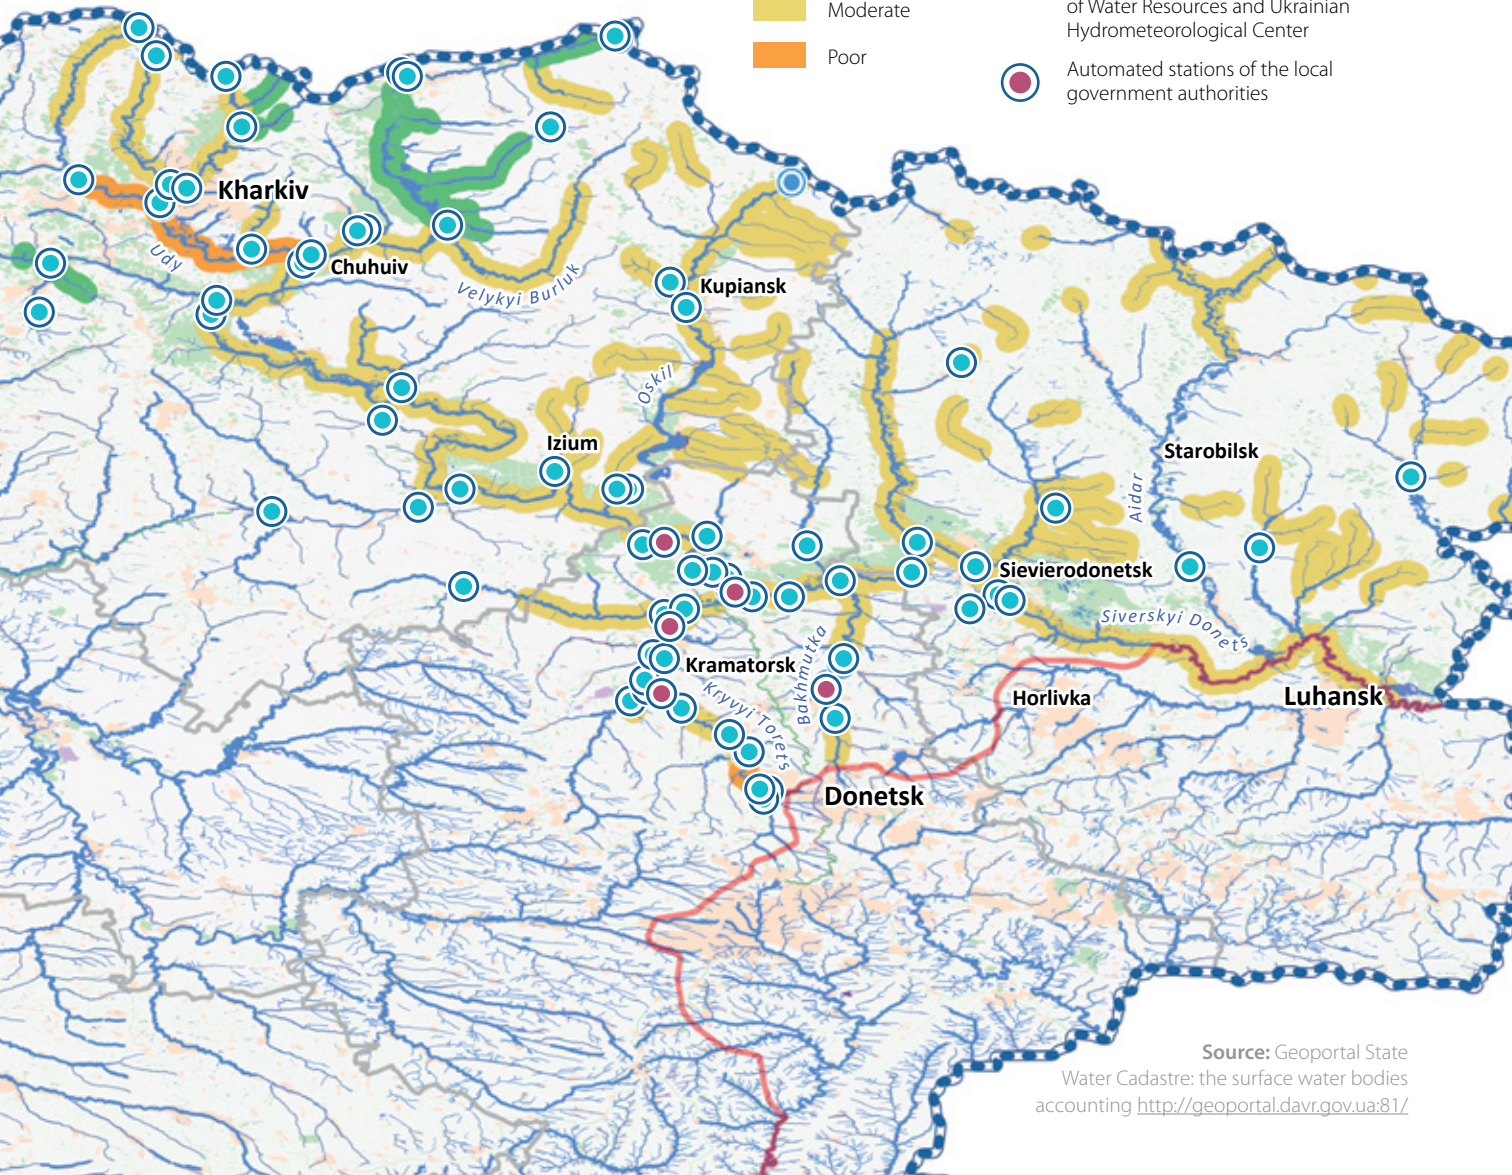 Moderate
Poor
of Water Resources and Ukrainian
Hydrometeorological Center
Automated stations of the local
government authorities
Kharkiv
Udy
Chuhuiv
Velykyi Burluk
Kupiansk
Oskil
Izium
Starobilsk
Aidar
Sievierodonetsk
Siverskyi Donets
Kramatorsk
Bakhmutka
Kryvyi Torets
Horlivka
Luhansk
Donetsk
Source: Geoportal State
Water Cadastre: the surface water bodies
accounting http://geoportal.davr.gov.ua:81/